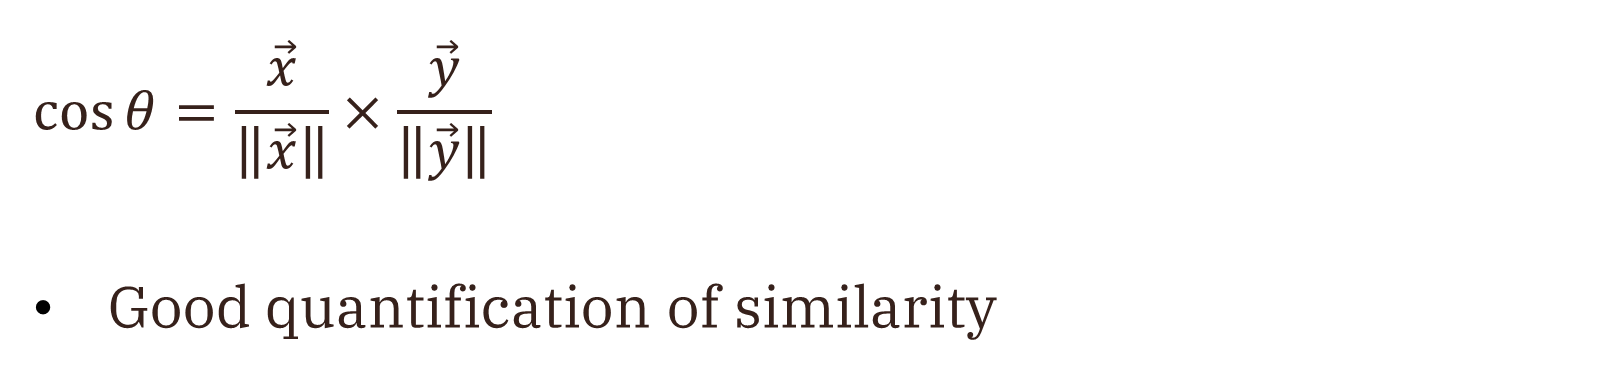 cos θ = x⃗ / ‖x⃗‖ × y⃗ / ‖y⃗‖
• Good quantification of similarity